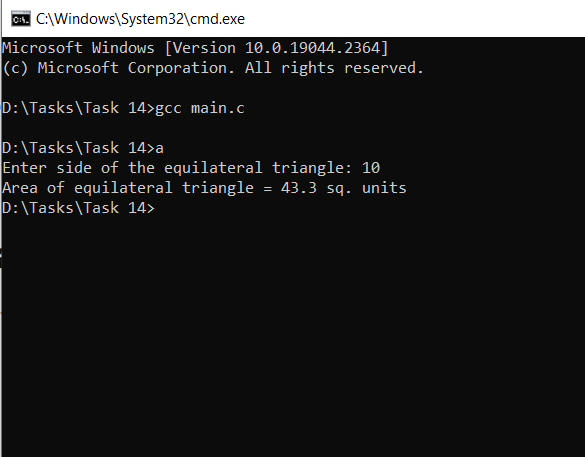 C:\Windows\System32\cmd.exe
Microsoft Windows [Version 10.0.19044.2364]
(c) Microsoft Corporation. All rights reserved.
D:\Tasks\Task 14>gcc main.c
D:\Tasks\Task 14>a
Enter side of the equilateral triangle: 10
Area of equilateral triangle = 43.3 sq. units
D:\Tasks\Task 14>